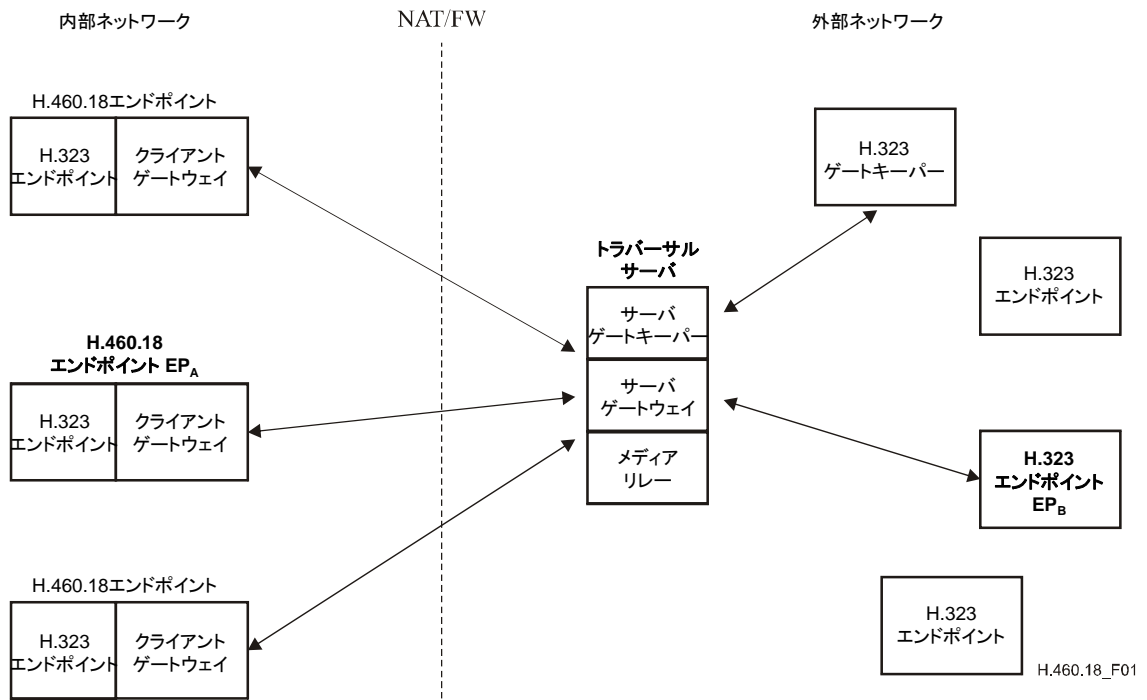 内部ネットワーク
NAT/FW
外部ネットワーク
H.460.18エンドポイント
H.323
エンドポイント
クライアント
ゲートウェイ
H.323
ゲートキーパー
トラバーサル
サーバ
サーバ
ゲートキーパー
サーバ
ゲートウェイ
メディア
リレー
H.323
エンドポイント
H.460.18
エンドポイント EPA
H.323
エンドポイント
クライアント
ゲートウェイ
H.323
エンドポイント
EPB
H.460.18エンドポイント
H.323
エンドポイント
クライアント
ゲートウェイ
H.323
エンドポイント
H.460.18_F01